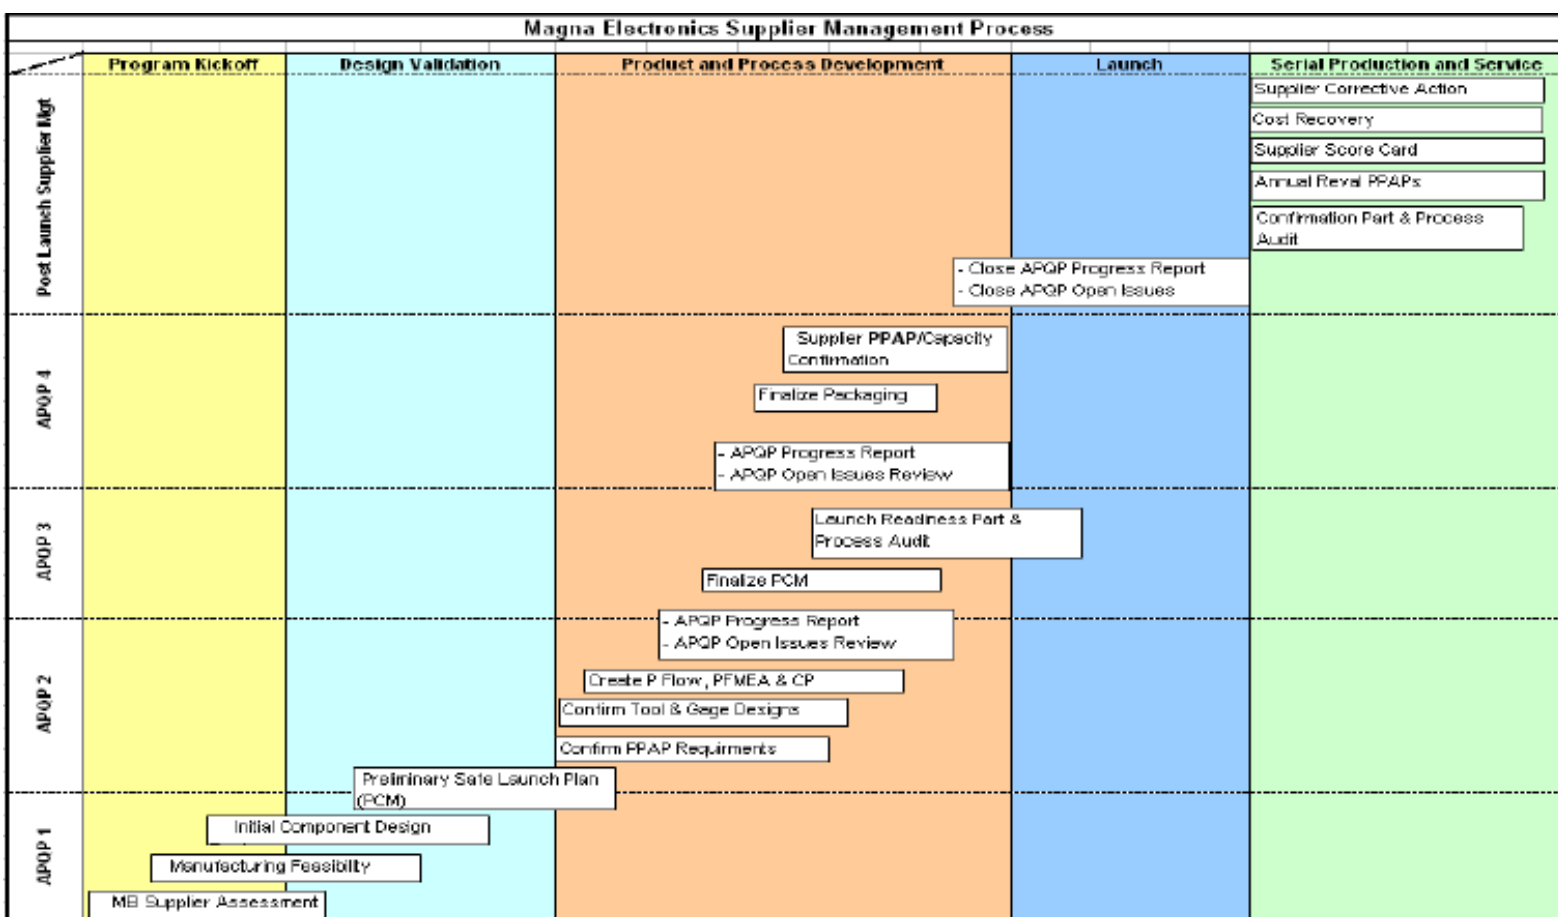 Magna Electronics Supplier Management Process
Program Kickoff
Design Validation
Product and Process Development
Launch
Serial Production and Service
Post Launch Supplier Mgt
Supplier Corrective Action
Cost Recovery
Supplier Score Card
Annual Reval PPAPs
Confirmation Part & Process
Audit
- Close APQP Progress Report
- Close APQP Open Issues
APQP 4
Supplier PPAP/Capacity
Confirmation
Finalize Packaging
- APQP Progress Report
- APQP Open Issues Review
APQP 3
Launch Readiness Part &
Process Audit
Finalize PCM
- APQP Progress Report
- APQP Open Issues Review
APQP 2
Create P Flow, PFMEA & CP
Confirm Tool & Gage Designs
Confirm PPAP Requirments
Preliminary Safe Launch Plan
(PCM)
APQP 1
Initial Component Design
Manufacturing Feasibility
MB Supplier Assessment